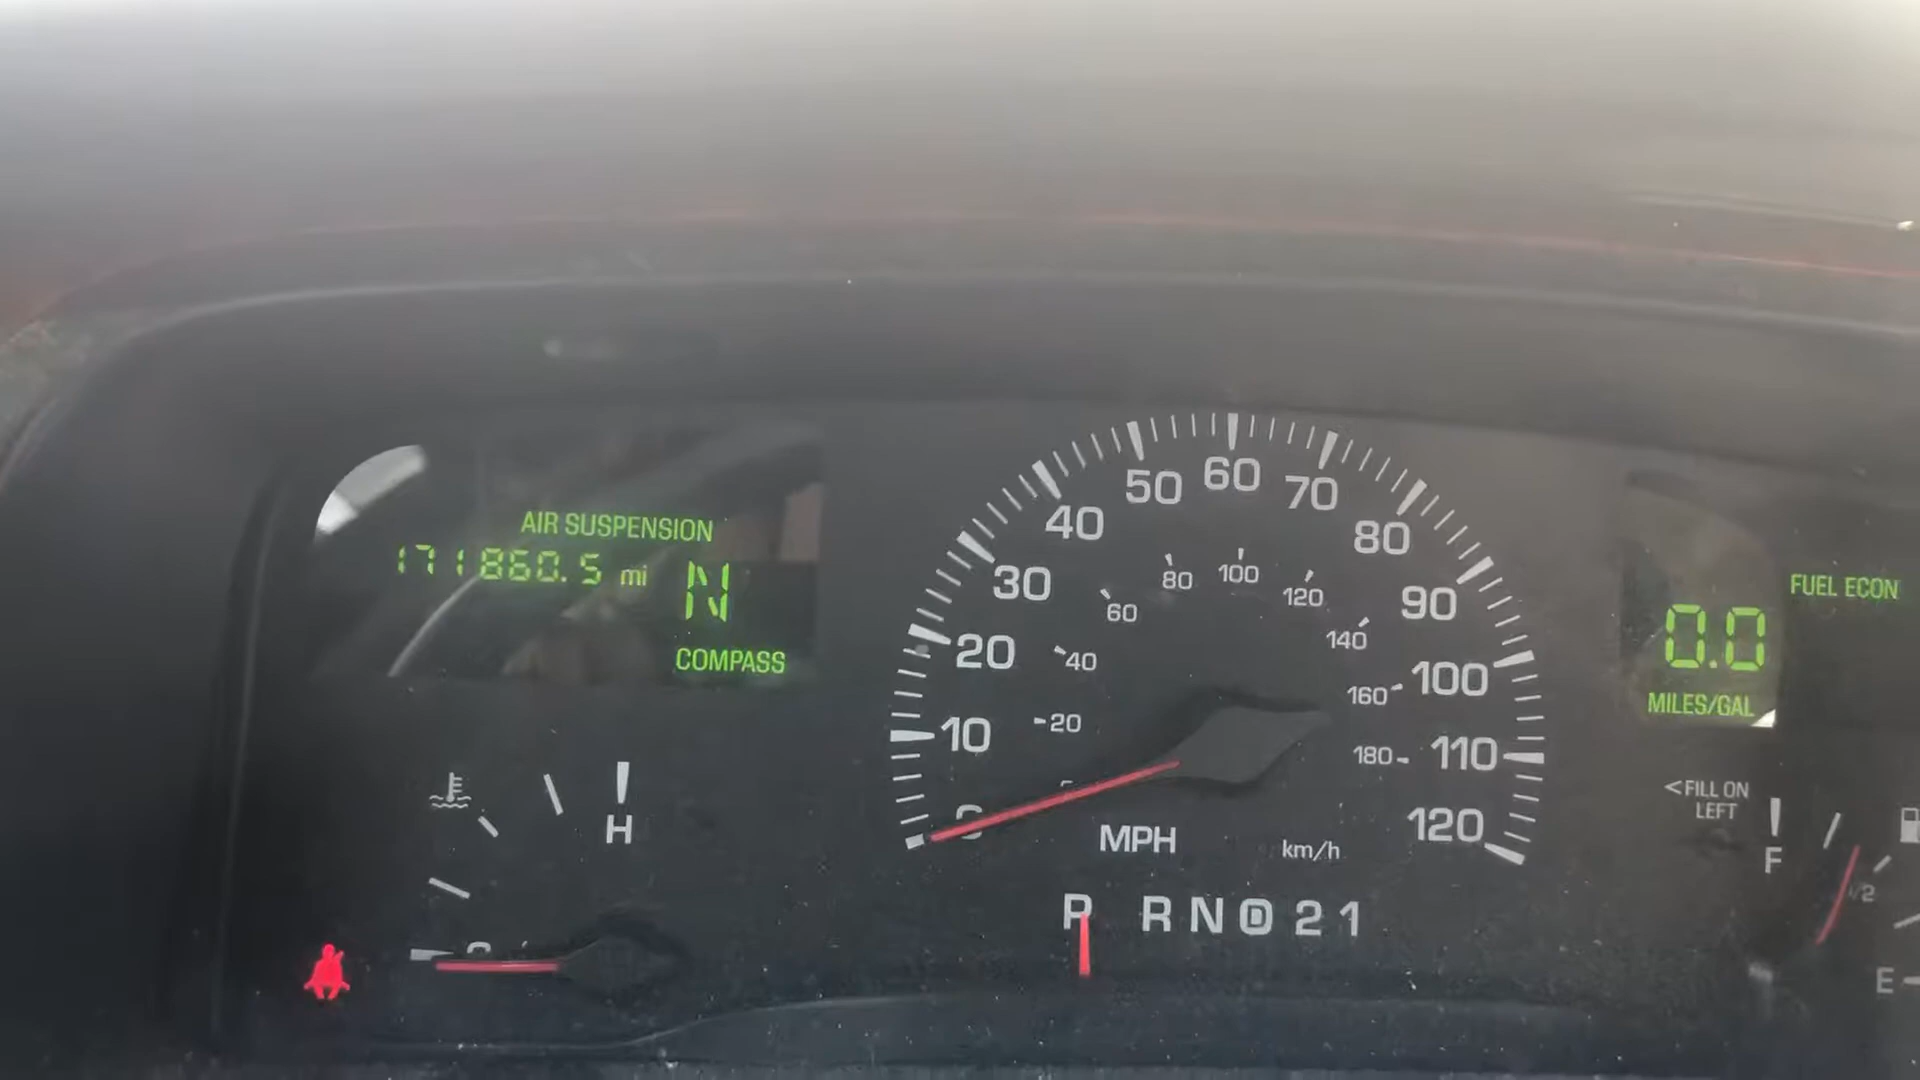 AIR SUSPENSION
171860.5 mi
N
COMPASS
H
10
20
30
40
50
60
70
80
90
100
110
120
20
40
60
80
100
120
140
160
180
MPH
km/h
P R N D 2 1
FUEL ECON
0.0
MILES/GAL
<FILL ON
LEFT
F
1/2
E